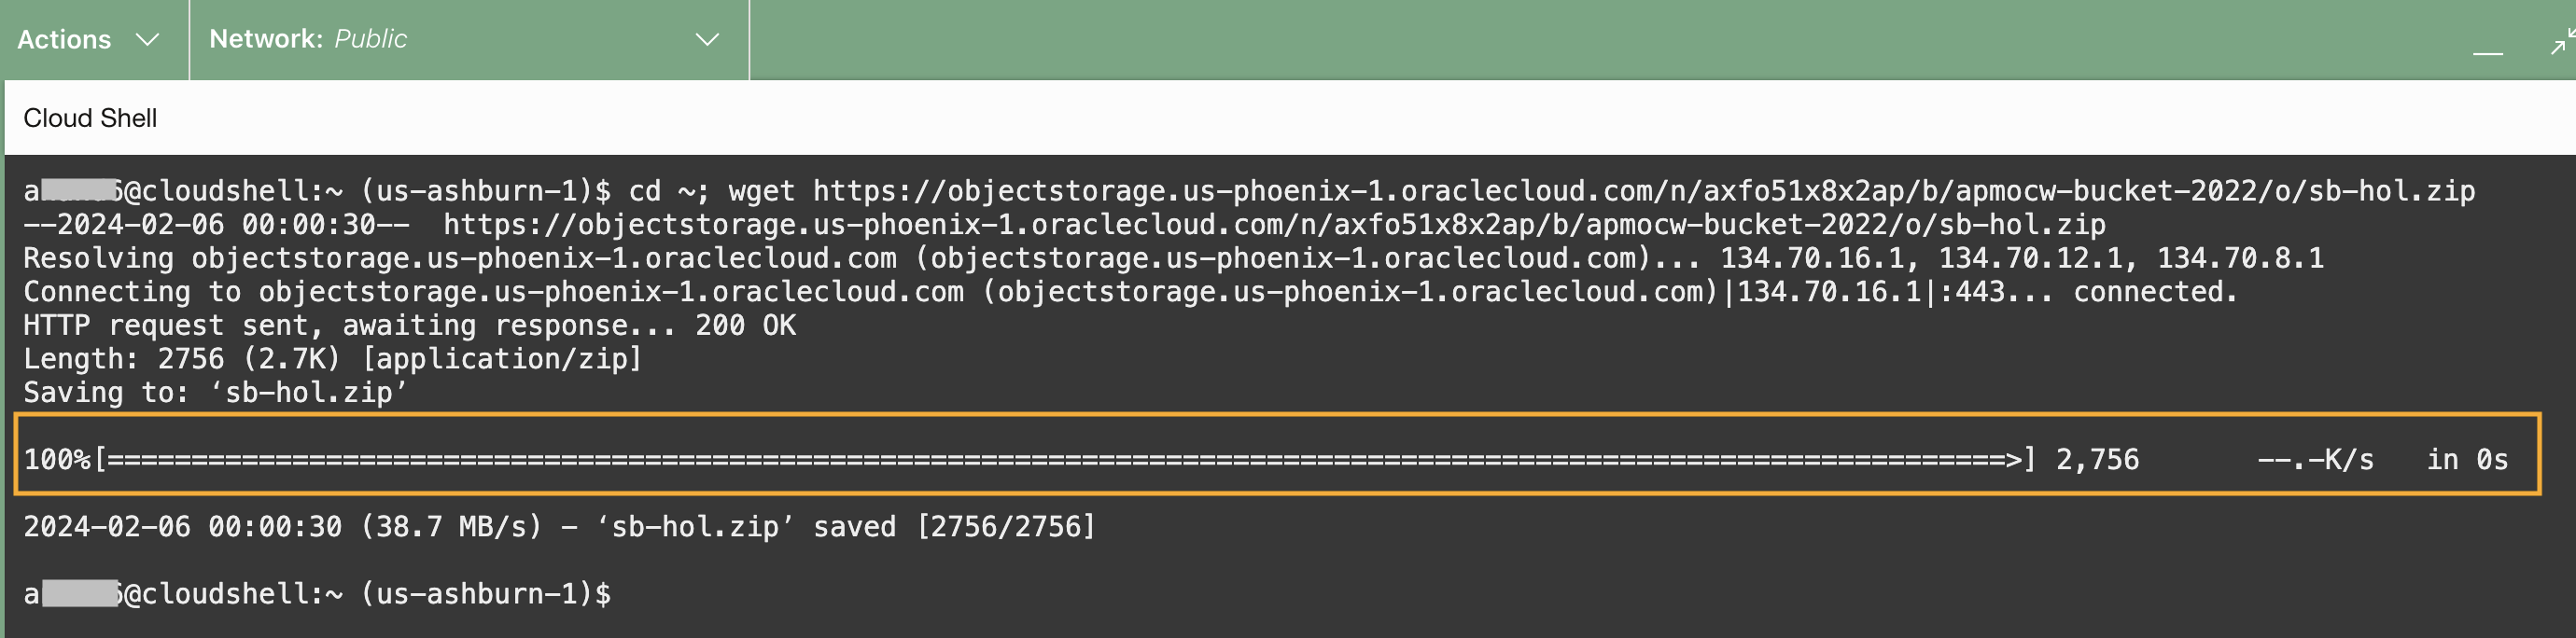 Actions
Network: Public
Cloud Shell
@cloudshell:~ (us-ashburn-1)$ cd ~; wget https://objectstorage.us-phoenix-1.oraclecloud.com/n/axfo51x8x2ap/b/apmocw-bucket-2022/o/sb-hol.zip
--2024-02-06 00:00:30--  https://objectstorage.us-phoenix-1.oraclecloud.com/n/axfo51x8x2ap/b/apmocw-bucket-2022/o/sb-hol.zip
Resolving objectstorage.us-phoenix-1.oraclecloud.com (objectstorage.us-phoenix-1.oraclecloud.com)... 134.70.16.1, 134.70.12.1, 134.70.8.1
Connecting to objectstorage.us-phoenix-1.oraclecloud.com (objectstorage.us-phoenix-1.oraclecloud.com)|134.70.16.1|:443... connected.
HTTP request sent, awaiting response... 200 OK
Length: 2756 (2.7K) [application/zip]
Saving to: ‘sb-hol.zip’
100%[=================================================================================================================>] 2,756       --.-K/s   in 0s
2024-02-06 00:00:30 (38.7 MB/s) - ‘sb-hol.zip’ saved [2756/2756]
@cloudshell:~ (us-ashburn-1)$